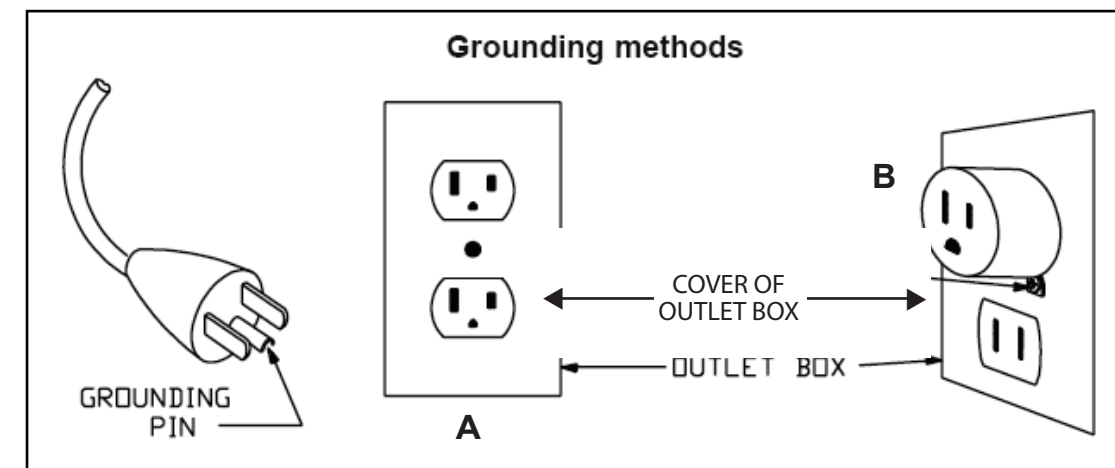 Grounding methods
B
COVER OF
OUTLET BOX
OUTLET BOX
GROUNDING
PIN
A